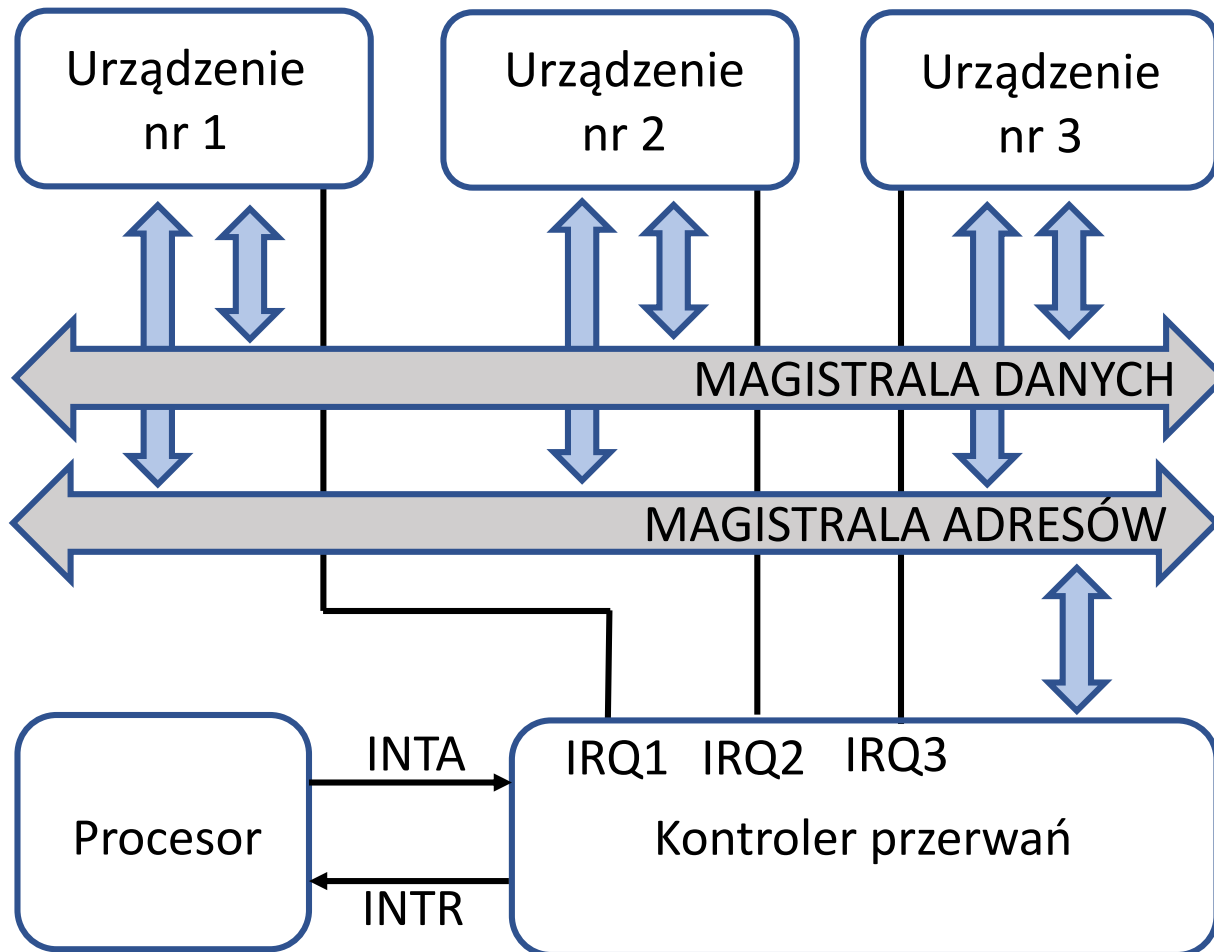 Urządzenie
nr 1
Urządzenie
nr 2
Urządzenie
nr 3
MAGISTRALA DANYCH
MAGISTRALA ADRESÓW
INTA
IRQ1 IRQ2 IRQ3
Procesor
Kontroler przerwań
INTR